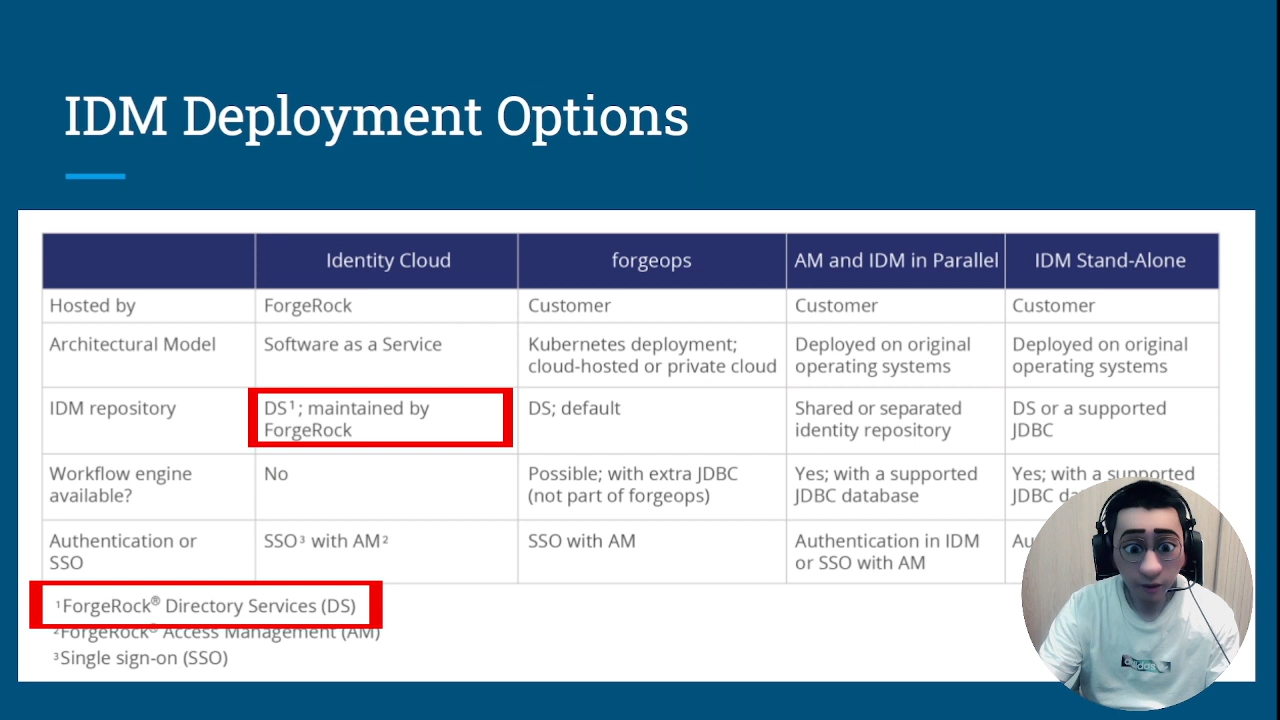 IDM Deployment Options
Identity Cloud
forgeops
AM and IDM in Parallel
IDM Stand-Alone
Hosted by
ForgeRock
Customer
Customer
Customer
Architectural Model
Software as a Service
Kubernetes deployment;
cloud-hosted or private cloud
Deployed on original
operating systems
Deployed on original
operating systems
IDM repository
DS¹; maintained by
ForgeRock
DS; default
Shared or separated
identity repository
DS or a supported
JDBC
Workflow engine
available?
No
Possible; with extra JDBC
(not part of forgeops)
Yes; with a supported
JDBC database
Yes; with a supported
JDBC
Authentication or
SSO
SSO³ with AM²
SSO with AM
Authentication in IDM
or SSO with AM
¹ForgeRock® Directory Services (DS)
²ForgeRock® Access Management (AM)
³Single sign-on (SSO)
adidas